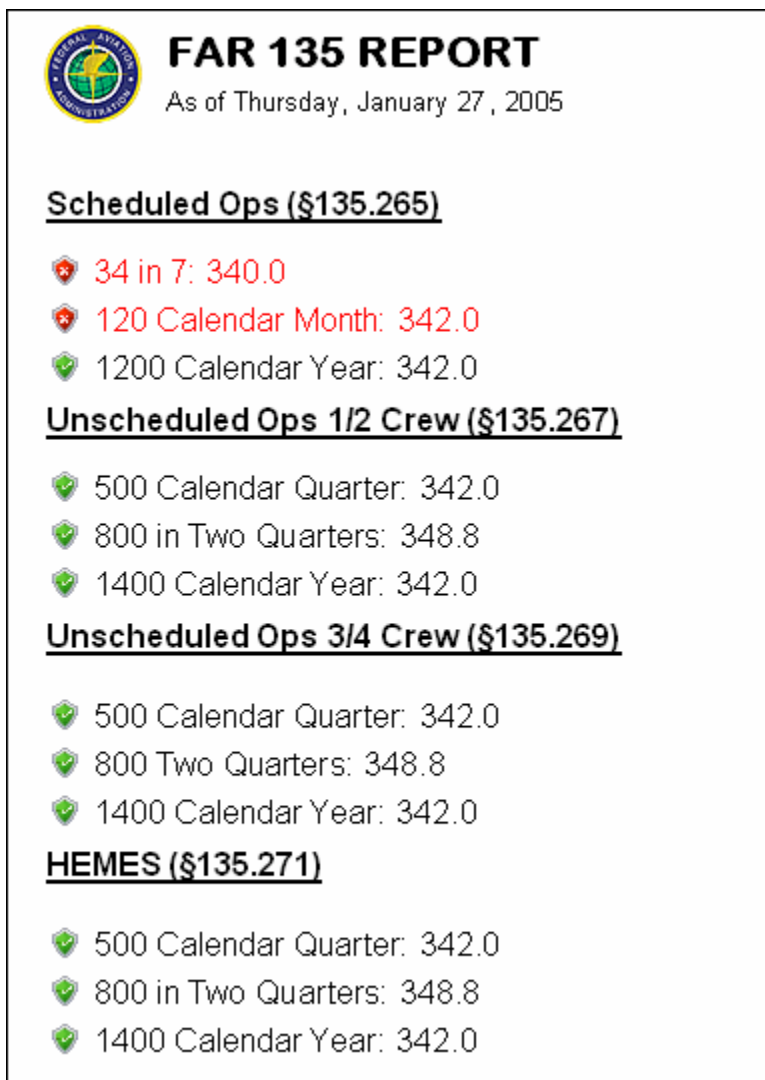 FEDERAL AVIATION
ADMINISTRATION
FAR 135 REPORT
As of Thursday, January 27, 2005
Scheduled Ops (§135.265)
34 in 7: 340.0
120 Calendar Month: 342.0
1200 Calendar Year: 342.0
Unscheduled Ops 1/2 Crew (§135.267)
500 Calendar Quarter: 342.0
800 in Two Quarters: 348.8
1400 Calendar Year: 342.0
Unscheduled Ops 3/4 Crew (§135.269)
500 Calendar Quarter: 342.0
800 Two Quarters: 348.8
1400 Calendar Year: 342.0
HEMES (§135.271)
500 Calendar Quarter: 342.0
800 in Two Quarters: 348.8
1400 Calendar Year: 342.0